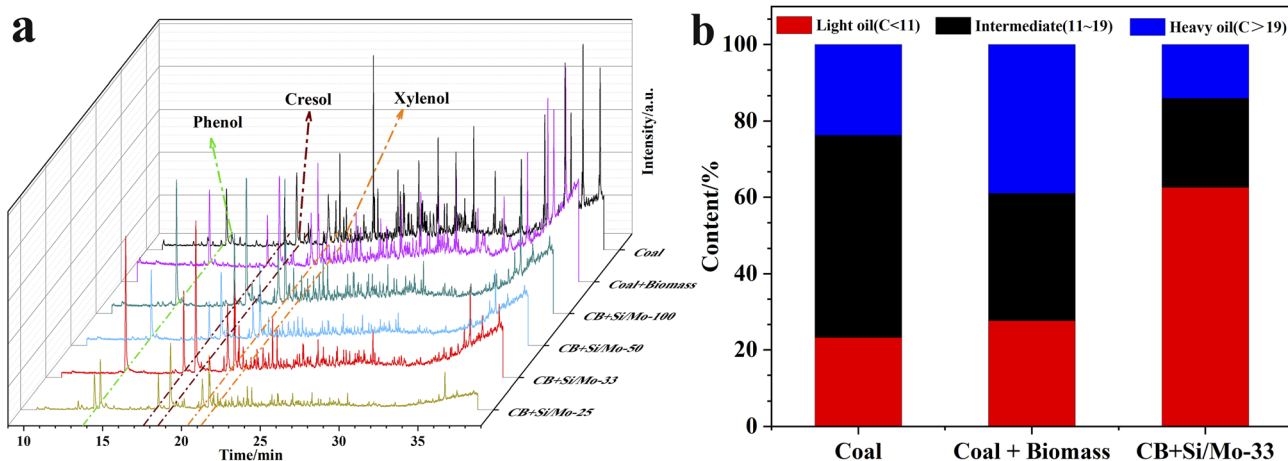 a
Phenol
Cresol
Xylenol
Intensity/a.u.
Coal
Coal+Biomass
CB+Si/Mo-100
CB+Si/Mo-50
CB+Si/Mo-33
CB+Si/Mo-25
10 15 20 25 30 35
Time/min
b
Light oil(C<11) Intermediate(11~19) Heavy oil(C>19)
100
80
60
40
20
0
Content/%
Coal Coal + Biomass CB+Si/Mo-33